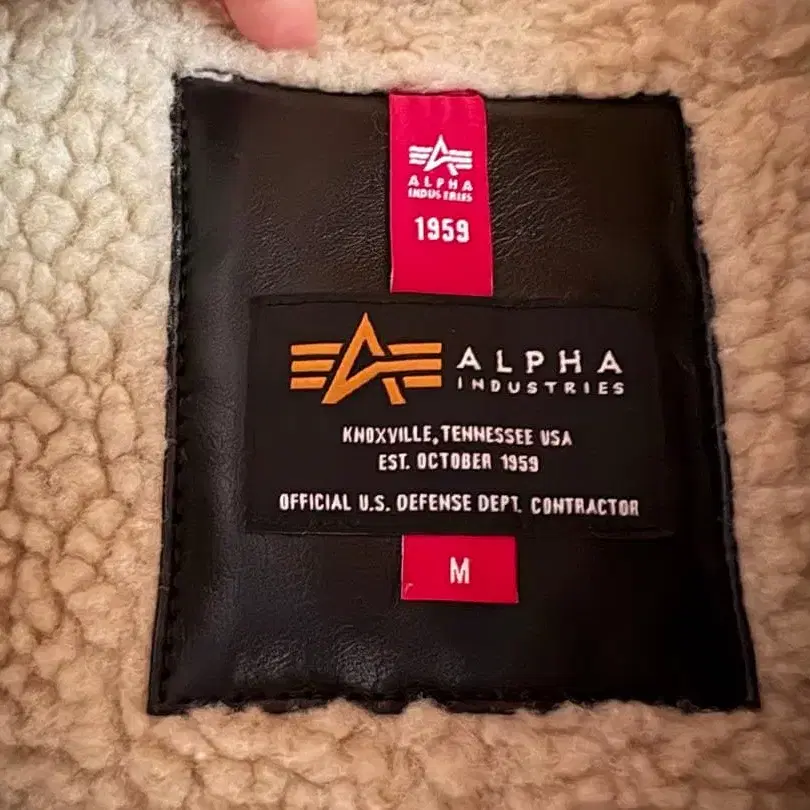 ALPHA
INDUSTRIES
1959
ALPHA
INDUSTRIES
KNOXVILLE, TENNESSEE USA
EST. OCTOBER 1959
OFFICIAL U.S. DEFENSE DEPT. CONTRACTOR
M